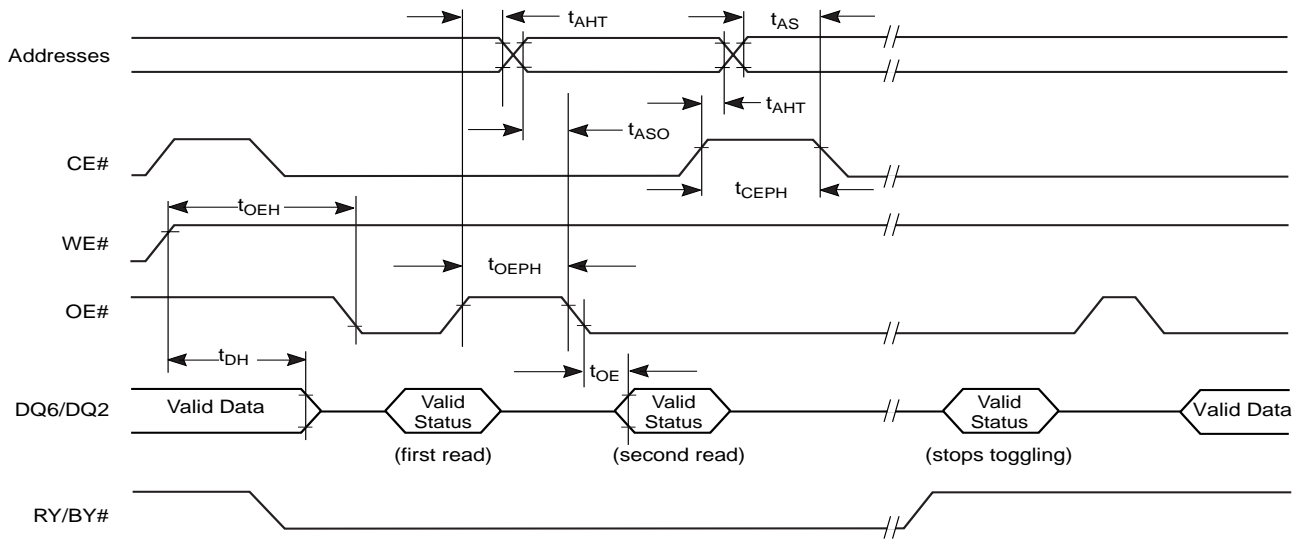 tAHT
tAS
Addresses
tAHT
tASO
CE#
tCEPH
tOEH
WE#
tOEPH
OE#
tDH
tOE
DQ6/DQ2
Valid Data
Valid
Status
Valid
Status
Valid
Status
Valid Data
(first read)
(second read)
(stops toggling)
RY/BY#